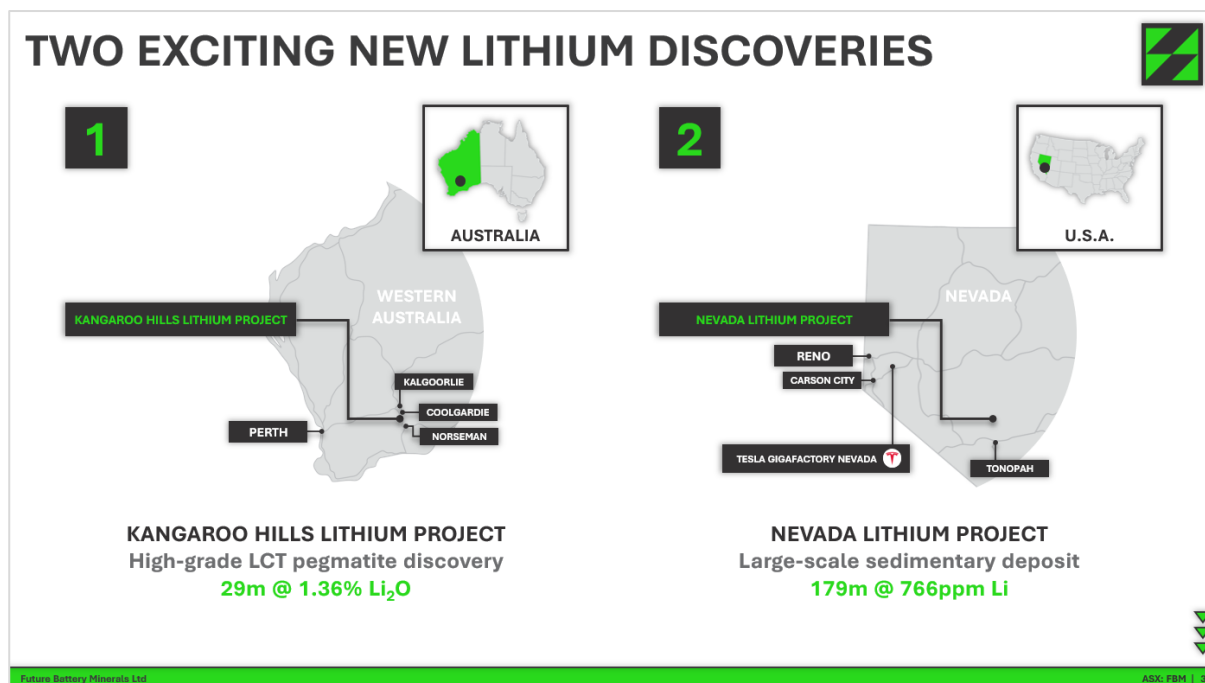 TWO EXCITING NEW LITHIUM DISCOVERIES
1
AUSTRALIA
WESTERN
AUSTRALIA
KANGAROO HILLS LITHIUM PROJECT
KALGOORLIE
COOLGARDIE
NORSEMAN
PERTH
KANGAROO HILLS LITHIUM PROJECT
High-grade LCT pegmatite discovery
29m @ 1.36% Li₂O
2
U.S.A.
NEVADA
NEVADA LITHIUM PROJECT
RENO
CARSON CITY
TESLA GIGAFACTORY NEVADA
TONOPAH
NEVADA LITHIUM PROJECT
Large-scale sedimentary deposit
179m @ 766ppm Li
Future Battery Minerals Ltd
ASX: FBM | 3